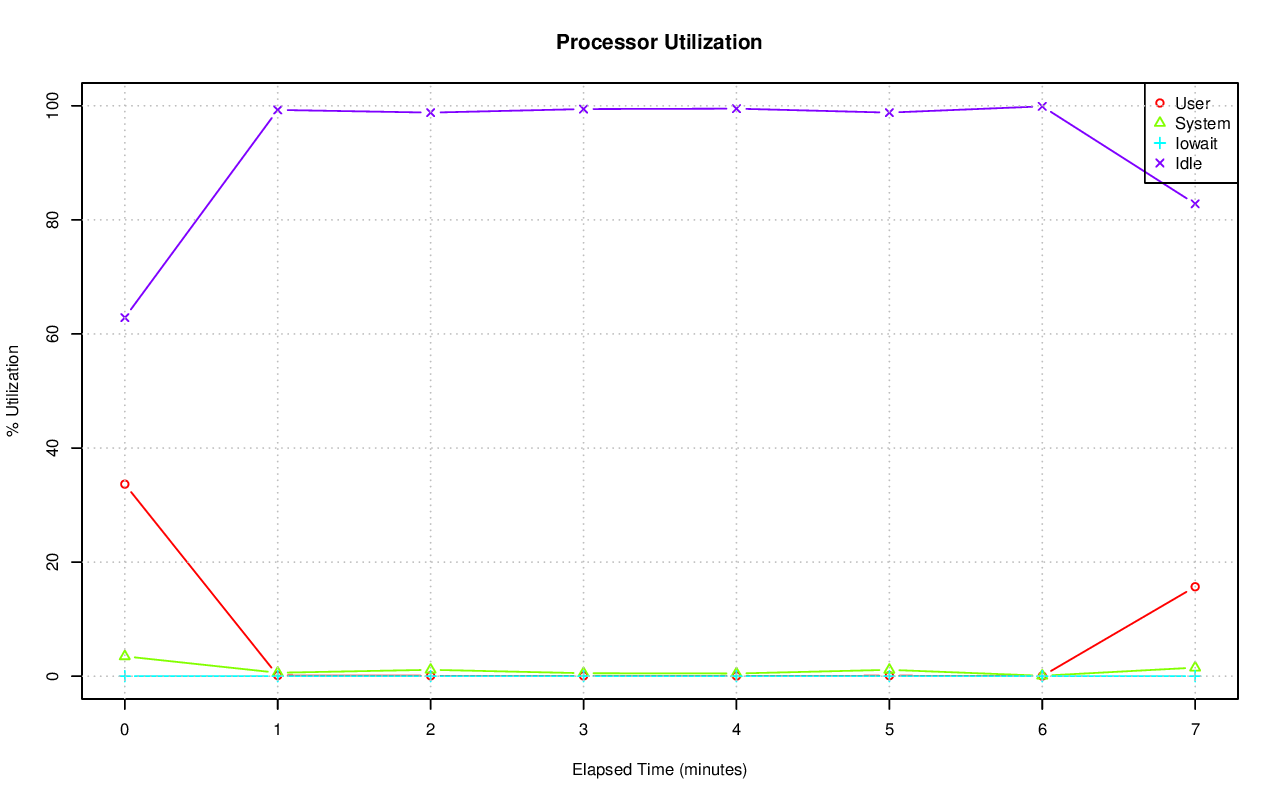 Processor Utilization
% Utilization
100
80
60
40
20
0
User
System
Iowait
Idle
0 1 2 3 4 5 6 7
Elapsed Time (minutes)